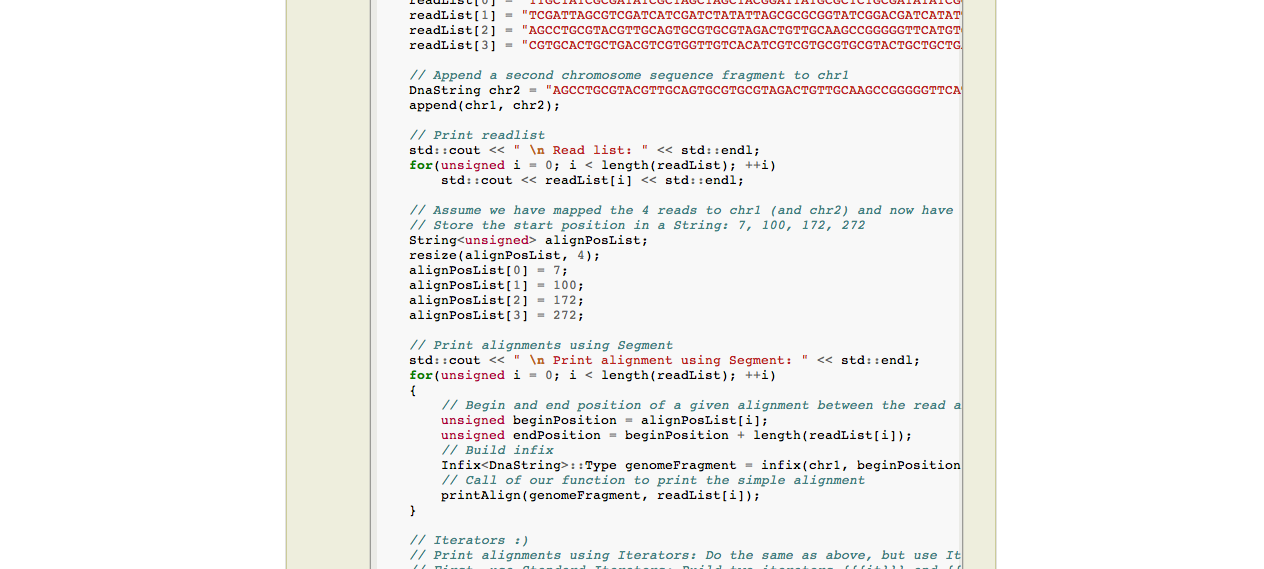 readList[1] = "TCGATTAGCGTCGATCATCGATCTATATTAGCGCGCGGTATCGGACGATCATAT
readList[2] = "AGCCTGCGTACGTTGCAGTGCGTGCGTAGACTGTTGCAAGCCGGGGGTTCATGT
readList[3] = "CGTGCACTGCTGACGTCGTGGTTGTCACATCGTCGTGCGTGCGTACTGCTGCTG
// Append a second chromosome sequence fragment to chr1
DnaString chr2 = "AGCCTGCGTACGTTGCAGTGCGTGCGTAGACTGTTGCAAGCCGGGGGTTCA
append(chr1, chr2);
// Print readlist
std::cout << " \n Read list: " << std::endl;
for(unsigned i = 0; i < length(readList); ++i)
std::cout << readList[i] << std::endl;
// Assume we have mapped the 4 reads to chr1 (and chr2) and now have
// Store the start position in a String: 7, 100, 172, 272
String<unsigned> alignPosList;
resize(alignPosList, 4);
alignPosList[0] = 7;
alignPosList[1] = 100;
alignPosList[2] = 172;
alignPosList[3] = 272;
// Print alignments using Segment
std::cout << " \n Print alignment using Segment: " << std::endl;
for(unsigned i = 0; i < length(readList); ++i)
{
// Begin and end position of a given alignment between the read a
unsigned beginPosition = alignPosList[i];
unsigned endPosition = beginPosition + length(readList[i]);
// Build infix
Infix<DnaString>::Type genomeFragment = infix(chr1, beginPosition
// Call of our function to print the simple alignment
printAlign(genomeFragment, readList[i]);
}
// Iterators :)
// Print alignments using Iterators: Do the same as above, but use It